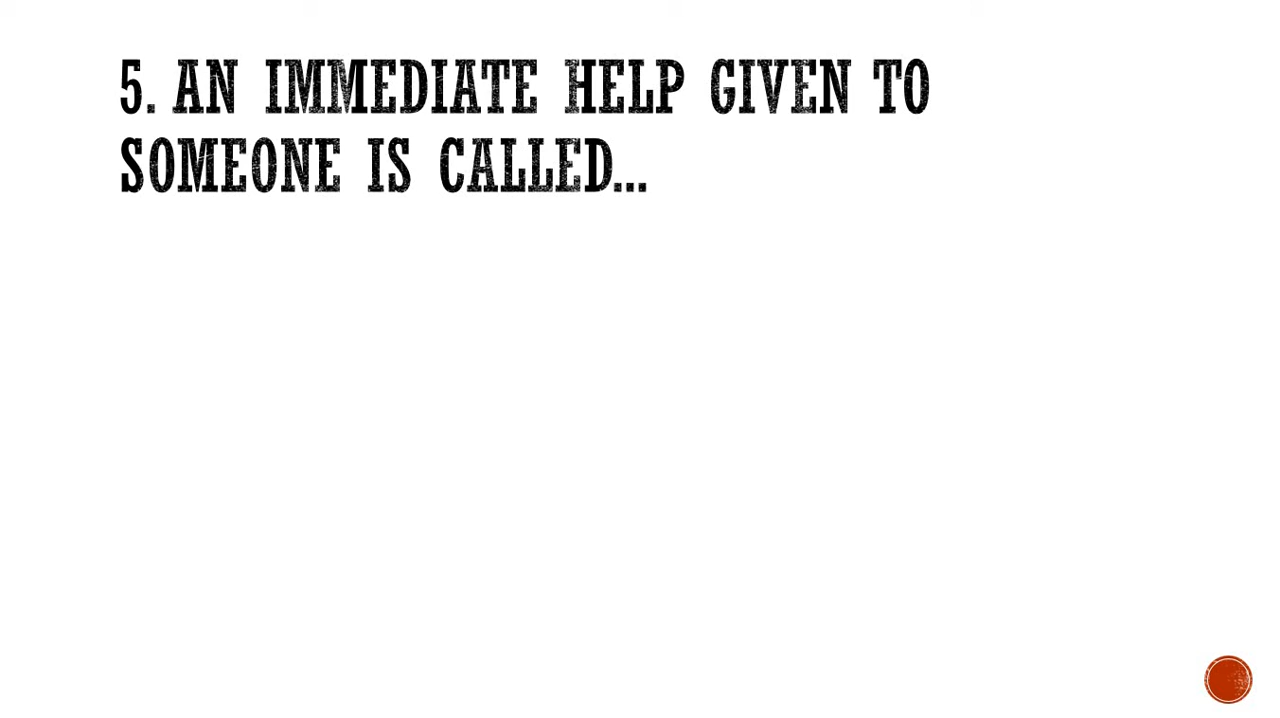 5. AN IMMEDIATE HELP GIVEN TO
SOMEONE IS CALLED...